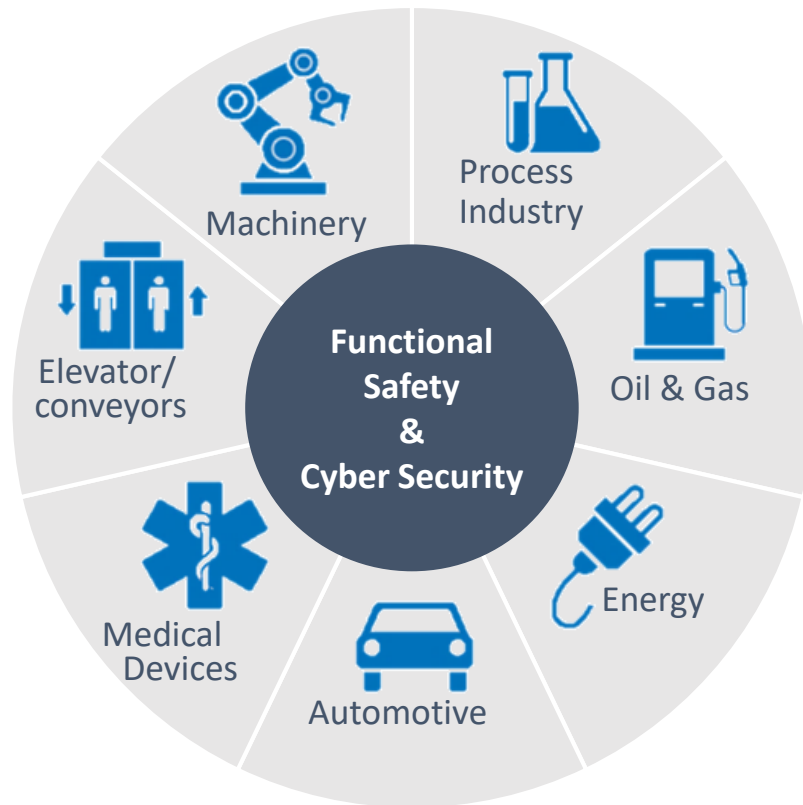 Functional
Safety
&
Cyber Security
Process
Industry
Oil & Gas
Energy
Automotive
Medical
Devices
Elevator/
conveyors
Machinery